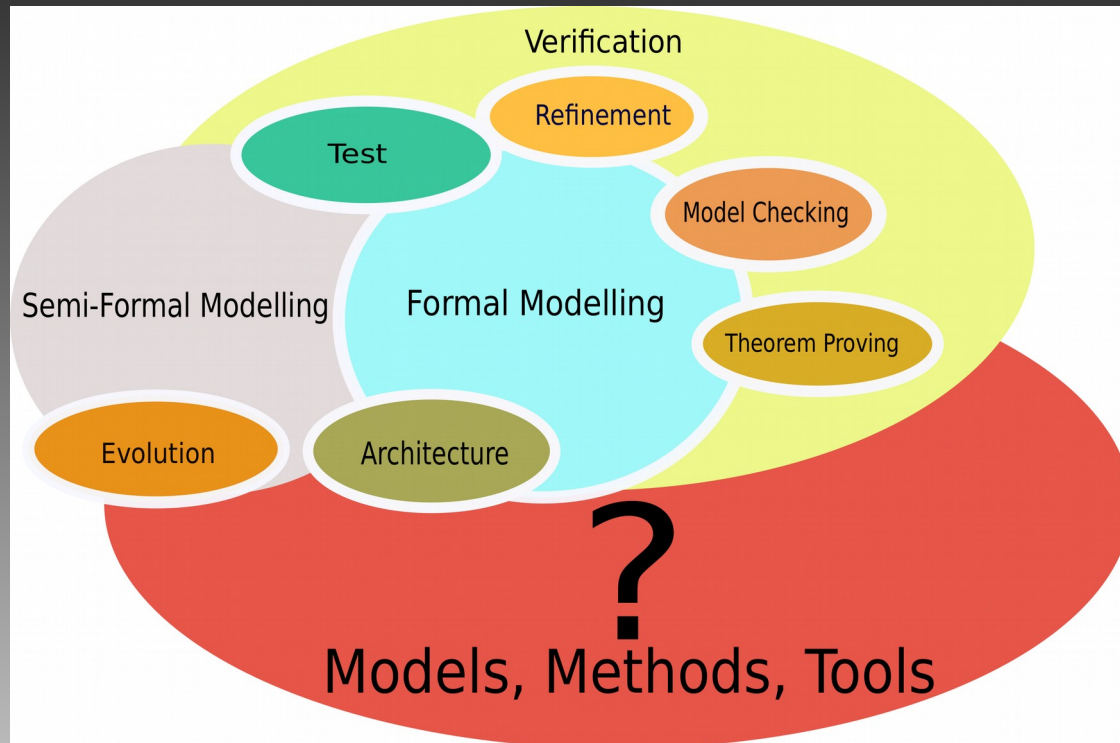 Verification
Refinement
Test
Model Checking
Semi-Formal Modelling
Formal Modelling
Theorem Proving
Evolution
Architecture
?
Models, Methods, Tools